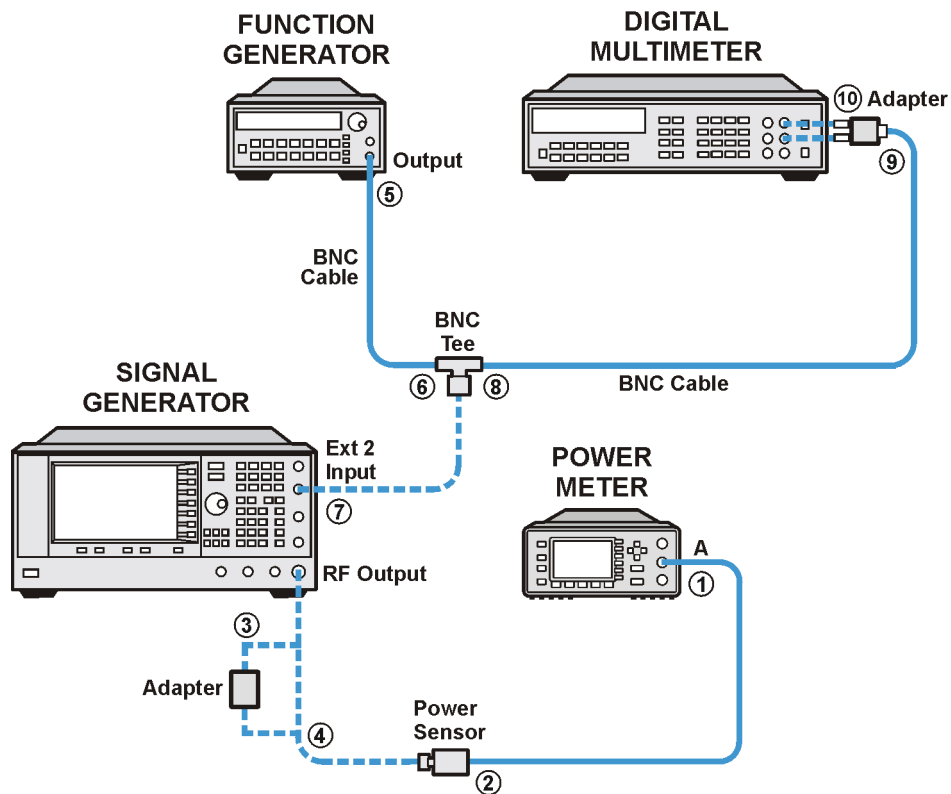 FUNCTION
GENERATOR
DIGITAL
MULTIMETER
10 Adapter
9
Output
5
BNC
Cable
BNC
Tee
6
8
BNC Cable
SIGNAL
GENERATOR
Ext 2
Input
7
POWER
METER
A
1
RF Output
3
Adapter
4
Power
Sensor
2